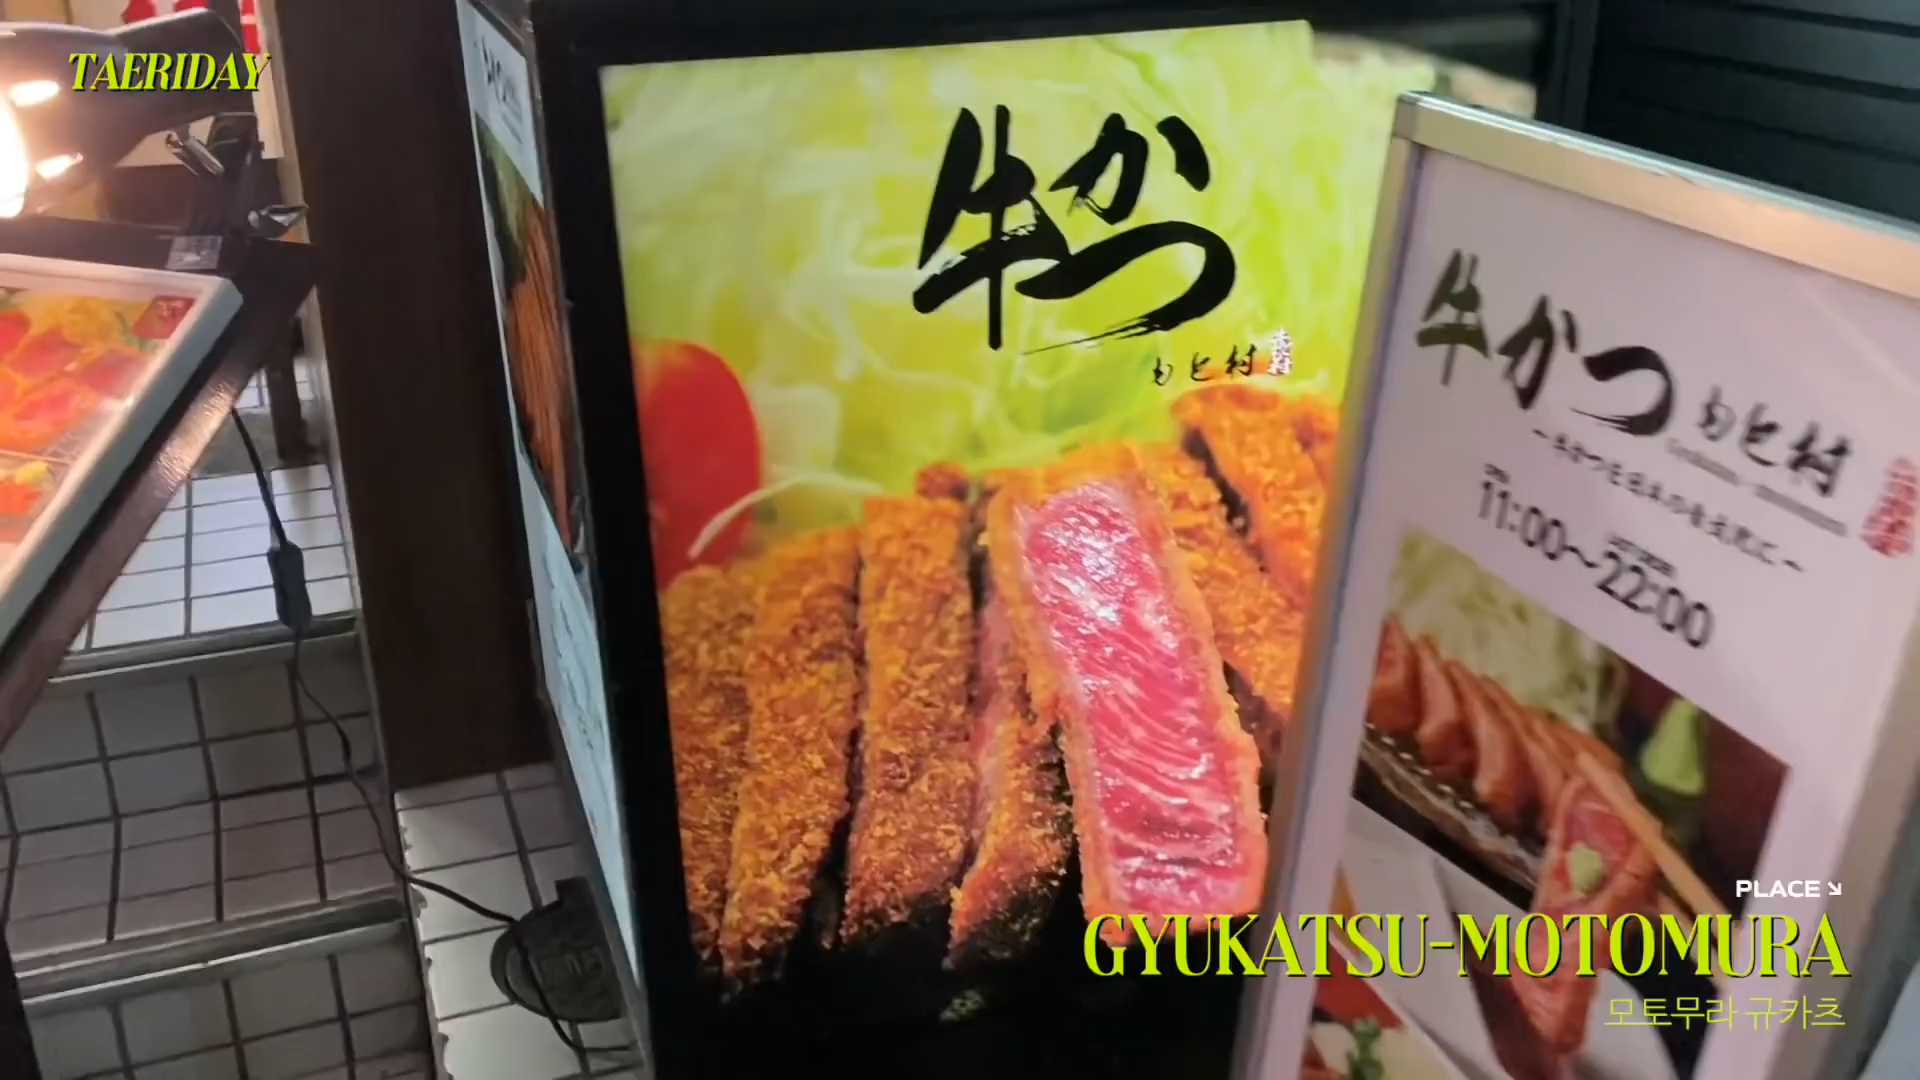 TAERIDAY
牛かつ
もと村
牛かつ もと村
11:00～22:00
PLACE
GYUKATSU-MOTOMURA
모토무라 규카츠